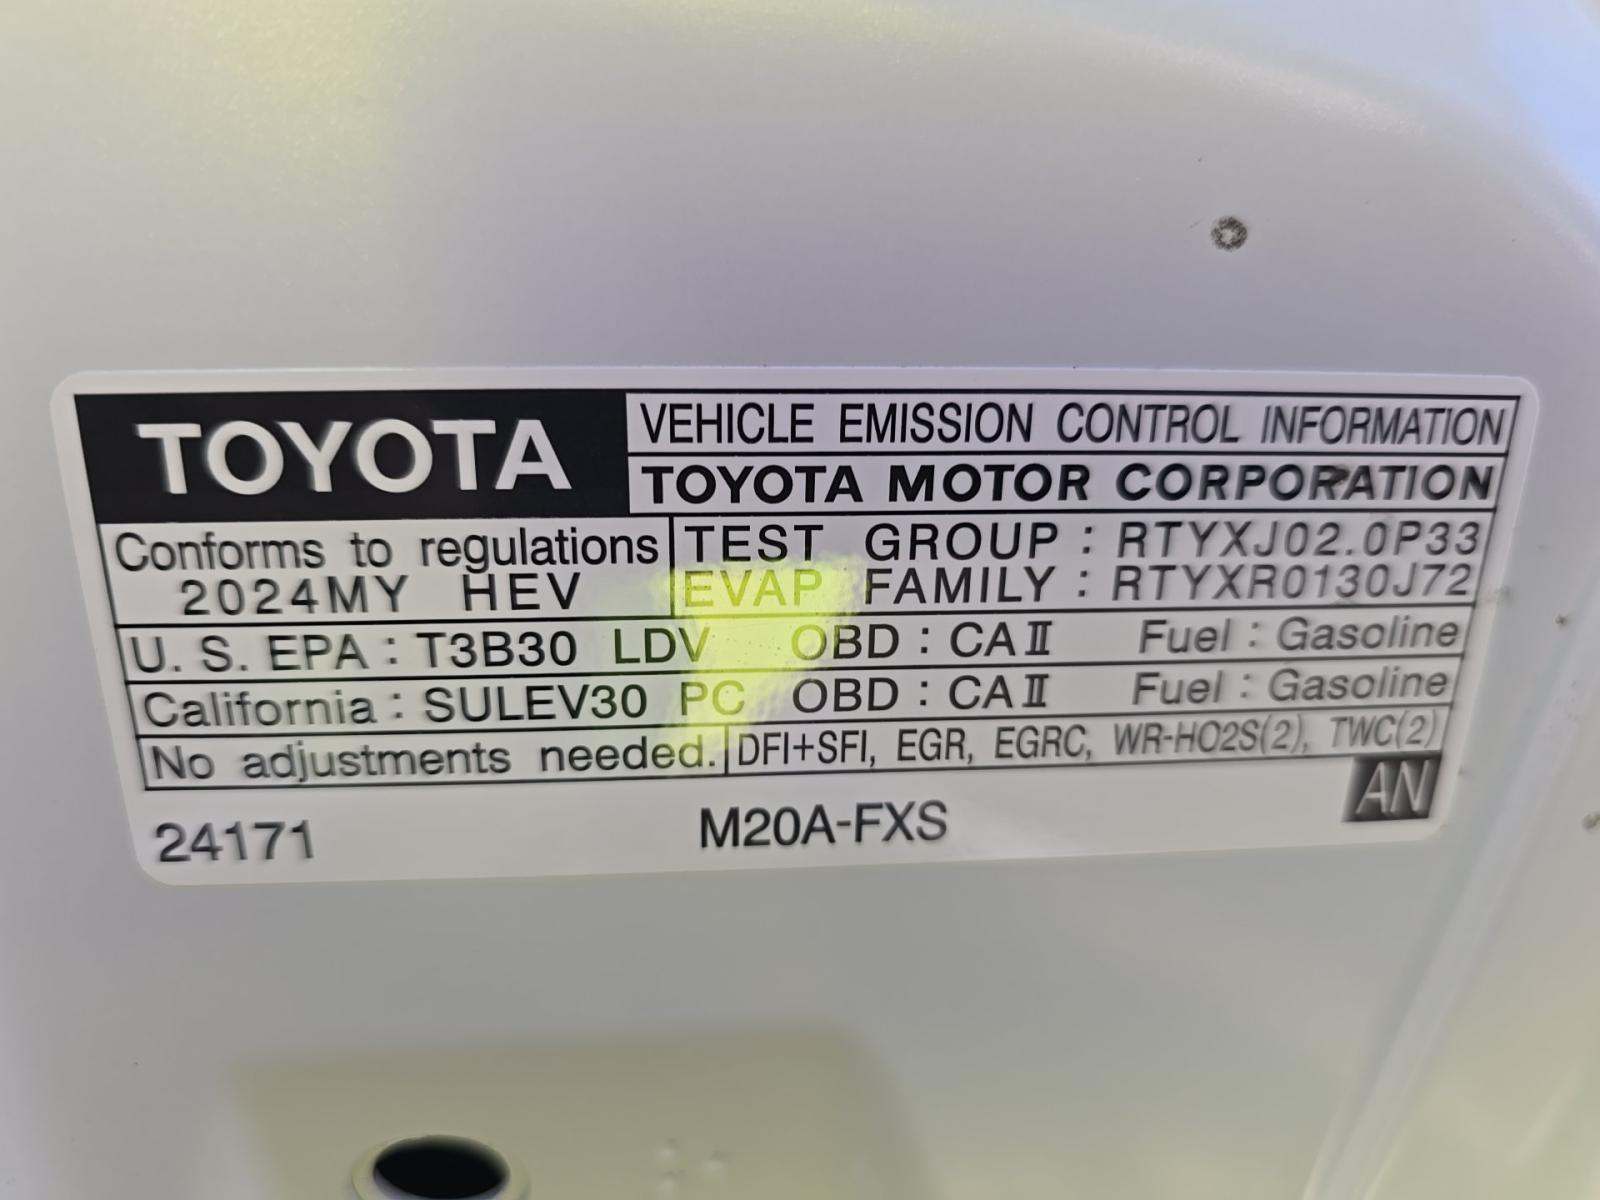 TOYOTA VEHICLE EMISSION CONTROL INFORMATION
TOYOTA MOTOR CORPORATION
Conforms to regulations TEST GROUP : RTYXJ02.0P33
2024MY HEV EVAP FAMILY : RTYXR0130J72
U. S. EPA : T3B30 LDV OBD : CAⅡ Fuel : Gasoline
California : SULEV30 PC OBD : CAⅡ Fuel : Gasoline
No adjustments needed. DFI+SFI, EGR, EGRC, WR-HO2S(2), TWC(2)
24171 M20A-FXS AN